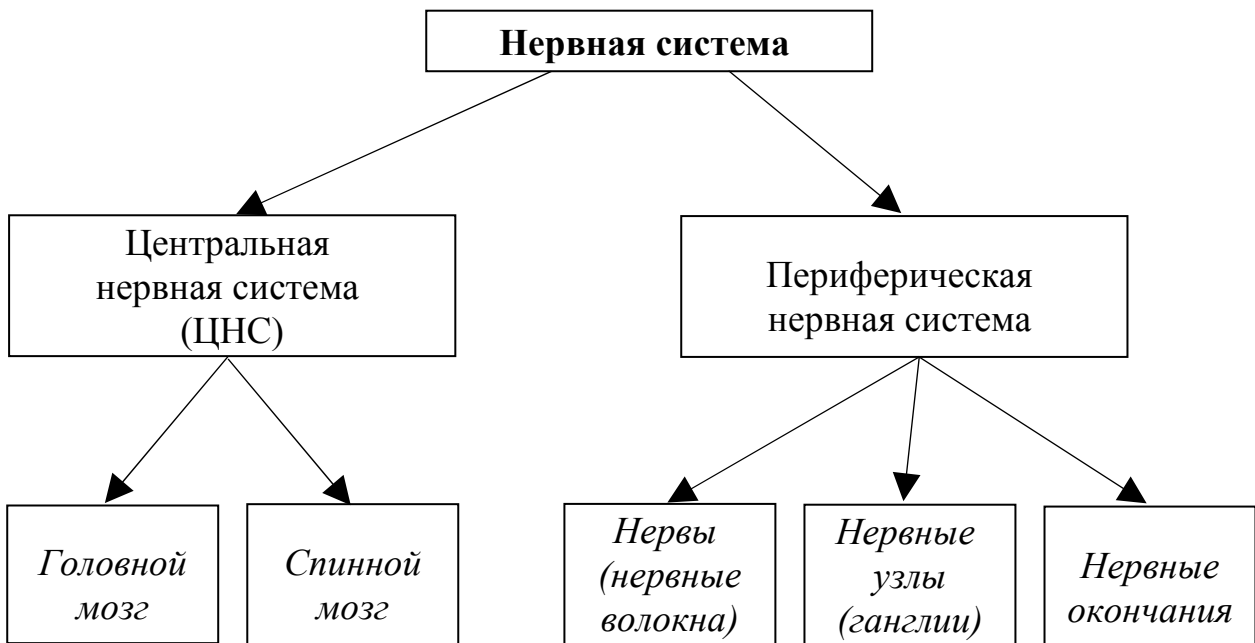 Нервная система
Центральная
нервная система
(ЦНС)
Периферическая
нервная система
Головной
мозг
Спинной
мозг
Нервы
(нервные
волокна)
Нервные
узлы
(ганглии)
Нервные
окончания